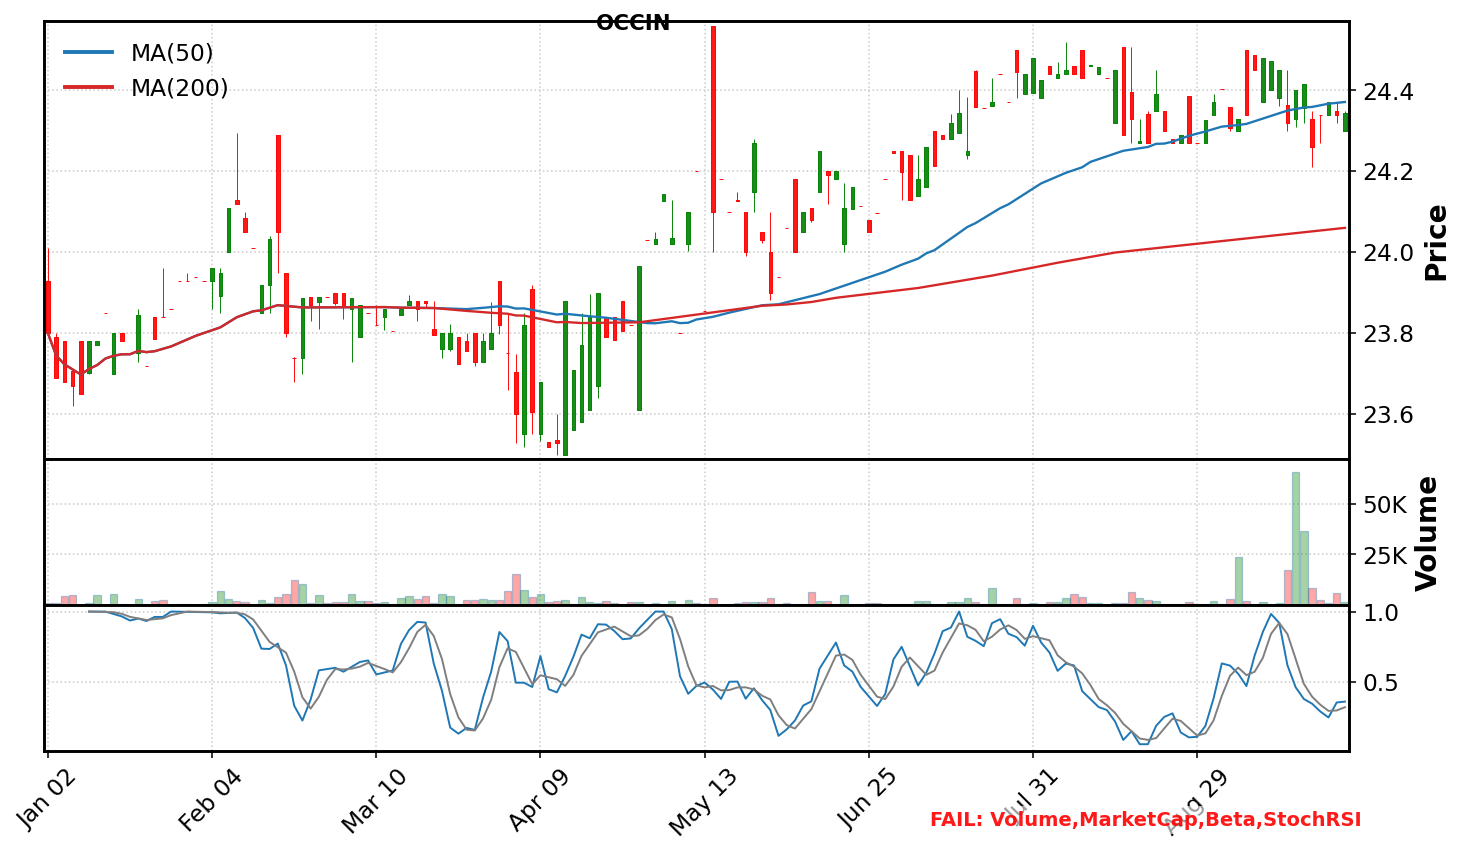 OCCIN
MA(50)
MA(200)
24.4
24.2
24.0
23.8
23.6
Price
50K
25K
Volume
1.0
0.5
Jan 02
Feb 04
Mar 10
Apr 09
May 13
Jun 25
Jul 31
Aug 29
FAIL: Volume,MarketCap,Beta,StochRSI